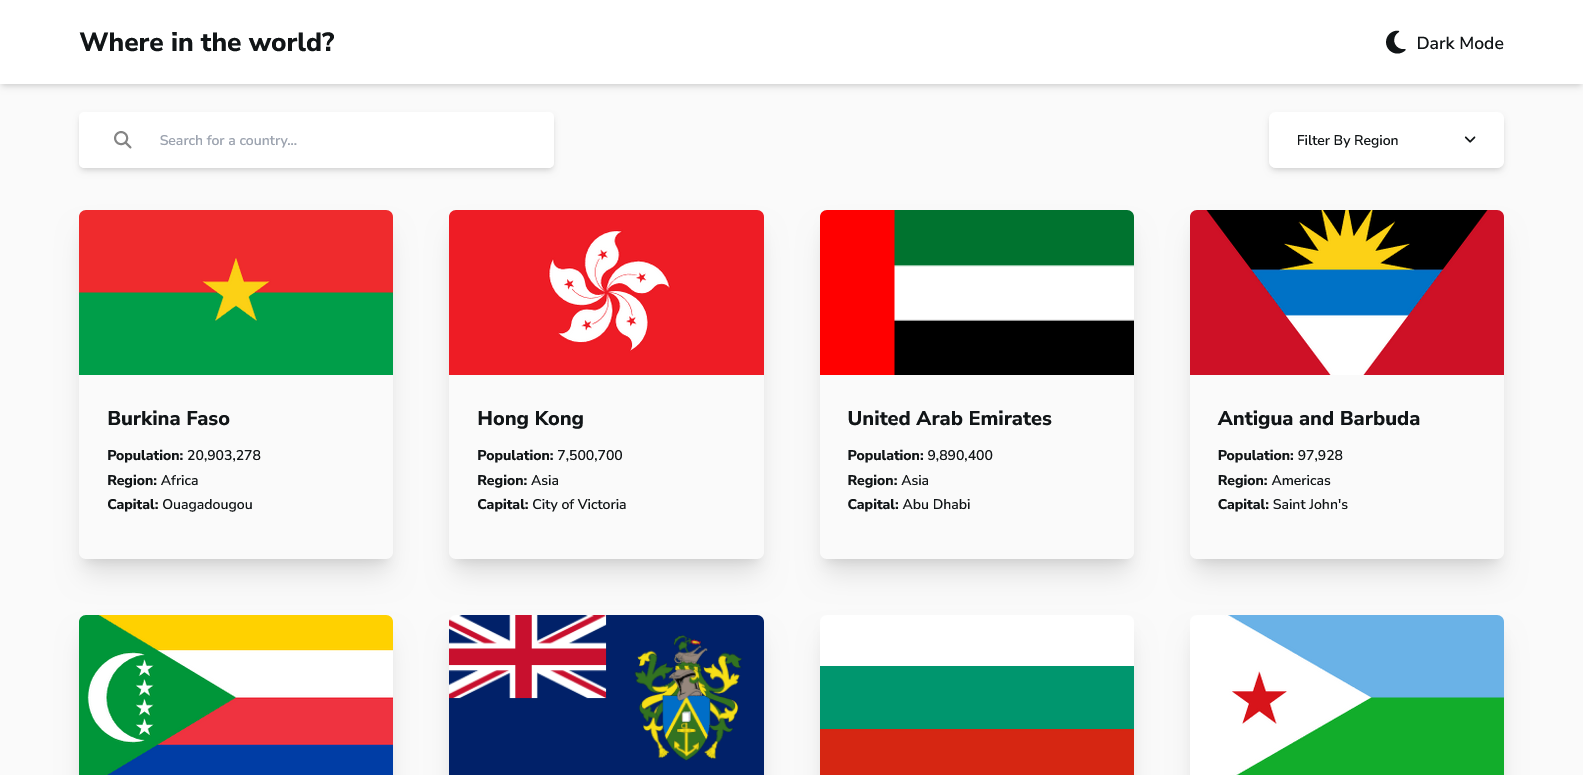 Where in the world?
Dark Mode
Search for a country...
Filter By Region
Burkina Faso
Population: 20,903,278
Region: Africa
Capital: Ouagadougou
Hong Kong
Population: 7,500,700
Region: Asia
Capital: City of Victoria
United Arab Emirates
Population: 9,890,400
Region: Asia
Capital: Abu Dhabi
Antigua and Barbuda
Population: 97,928
Region: Americas
Capital: Saint John's